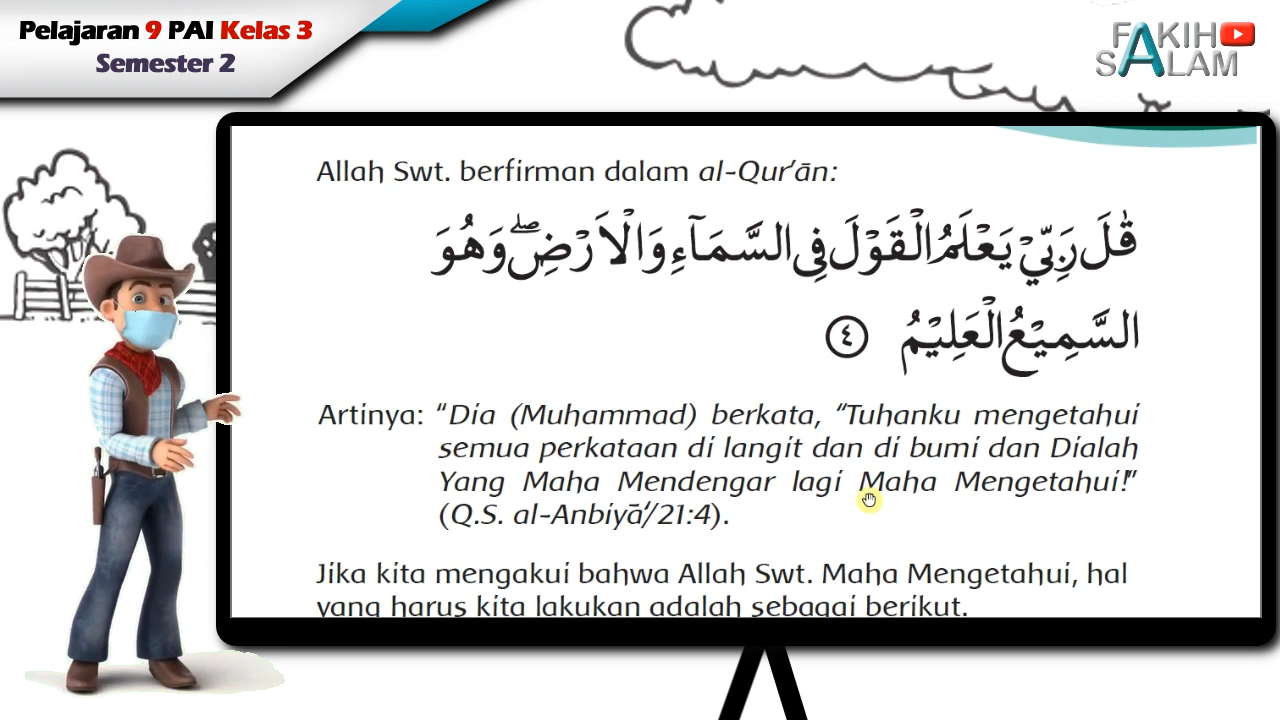 Pelajaran 9 PAI Kelas 3
Semester 2
FAKIH
SALAM
Allah Swt. berfirman dalam al-Qur'ān:
قٰلَ رَبِّيْ يَعْلَمُ الْقَوْلَ فِى السَّمَاۤءِ وَالْاَرْضِۖ وَهُوَ
السَّمِيْعُ الْعَلِيْمُ ٤
Artinya: “Dia (Muhammad) berkata, “Tuhanku mengetahui
semua perkataan di langit dan di bumi dan Dialah
Yang Maha Mendengar lagi Maha Mengetahui!”
(Q.S. al-Anbiyā'/21:4).
Jika kita mengakui bahwa Allah Swt. Maha Mengetahui, hal
yang harus kita lakukan adalah sebagai berikut.